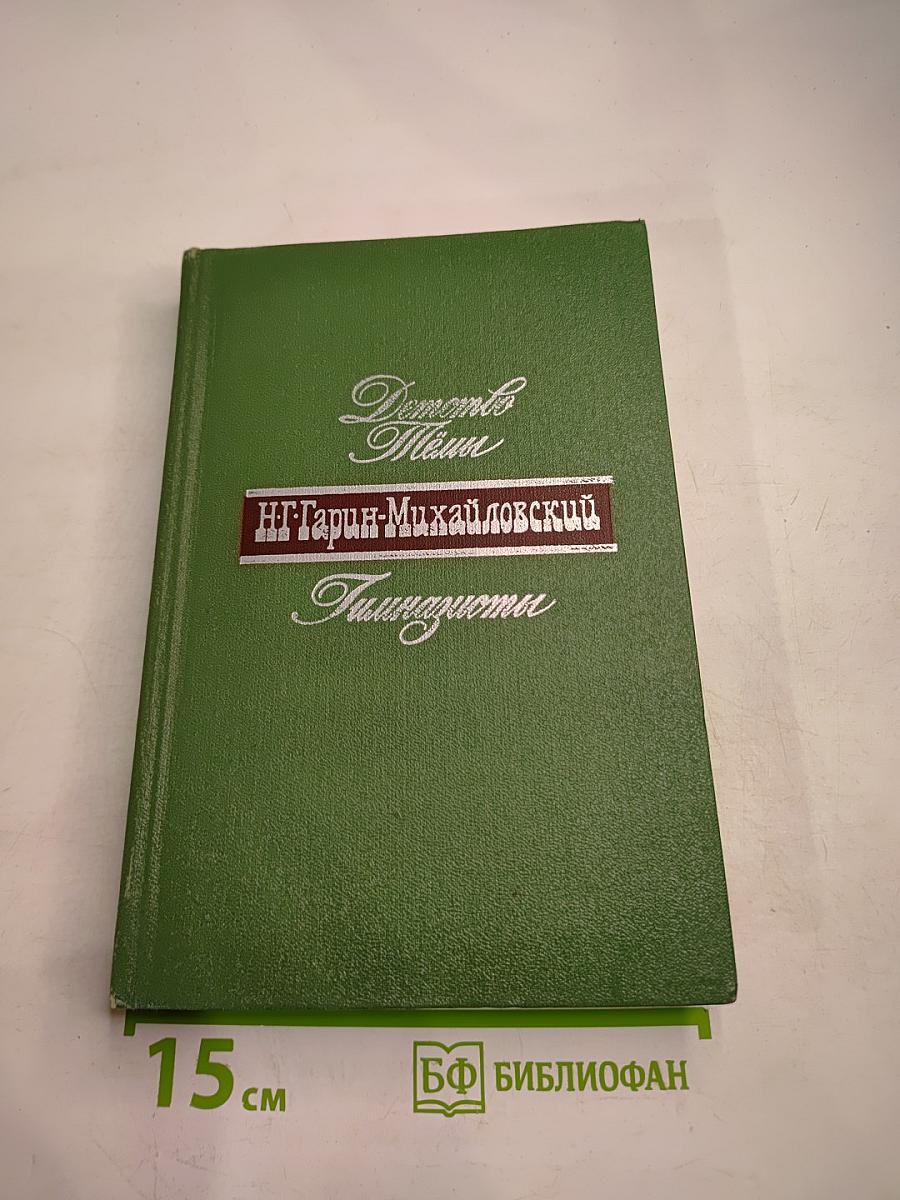 Детство
Тёмы
Н·Г·Гарин-Михайловский
Гимназисты
15 см
БФ БИБЛИОФАН